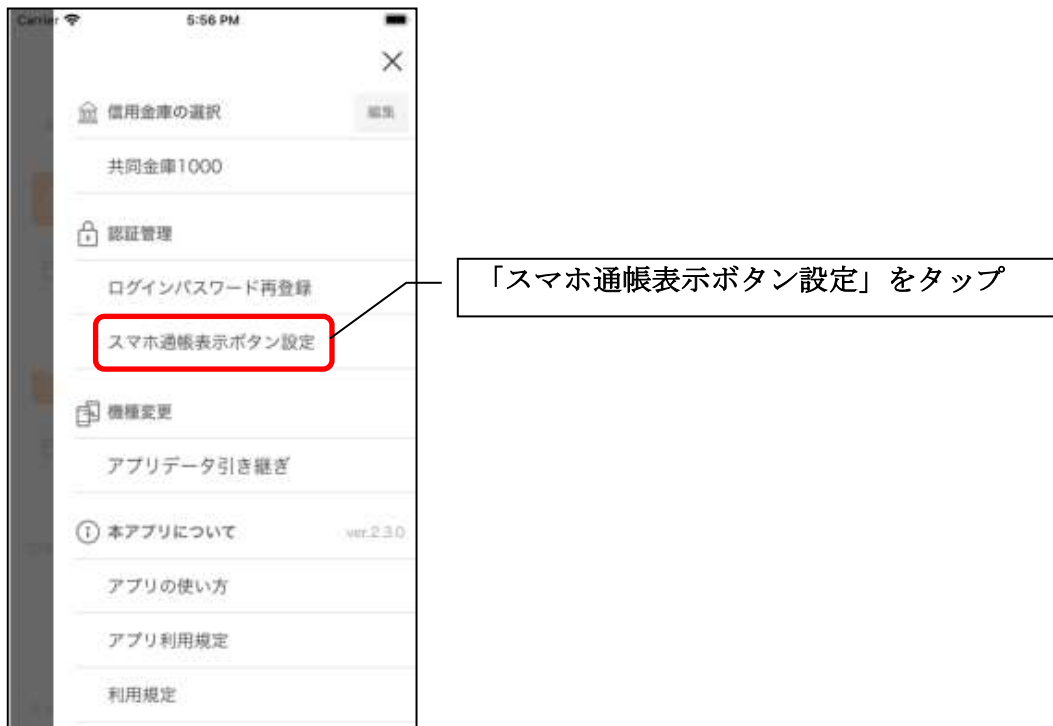 Carrier 5:56 PM
信用金庫の選択 編集
共同金庫1000
認証管理
ログインパスワード再登録
スマホ通帳表示ボタン設定
「スマホ通帳表示ボタン設定」をタップ
機種変更
アプリデータ引き継ぎ
本アプリについて ver.2.3.0
アプリの使い方
アプリ利用規定
利用規定